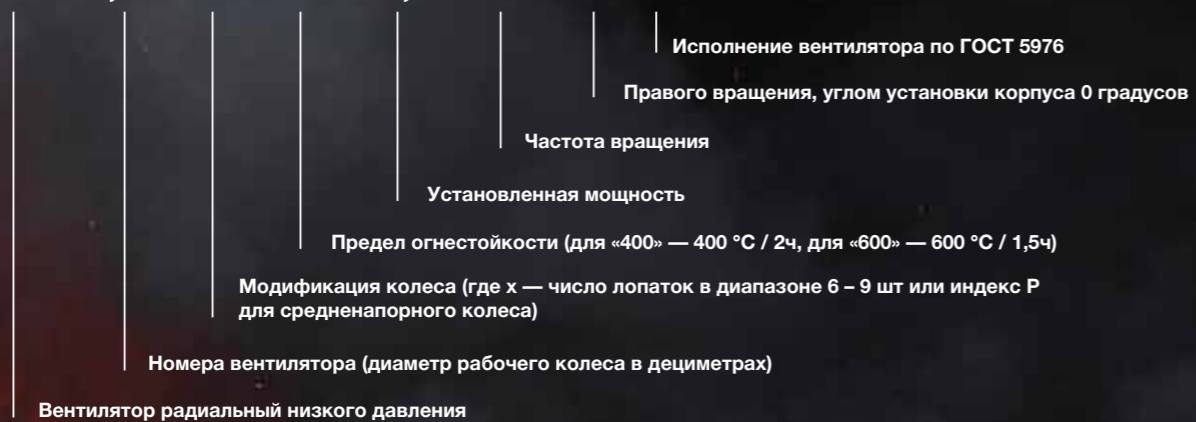 Исполнение вентилятора по ГОСТ 5976
Правого вращения, углом установки корпуса 0 градусов
Частота вращения
Установленная мощность
Предел огнестойкости (для «400» — 400 °C / 2ч, для «600» — 600 °C / 1,5ч)
Модификация колеса (где х — число лопаток в диапазоне 6 – 9 шт или индекс Р
для средненапорного колеса)
Номера вентилятора (диаметр рабочего колеса в дециметрах)
Вентилятор радиальный низкого давления